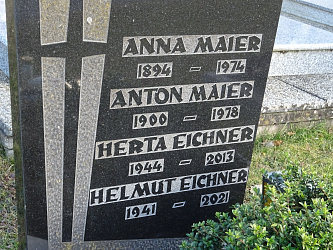 ANNA MAIER
1894 - 1974
ANTON MAIER
1900 - 1978
HERTA EICHNER
1944 - 2013
HELMUT EICHNER
1941 - 2021